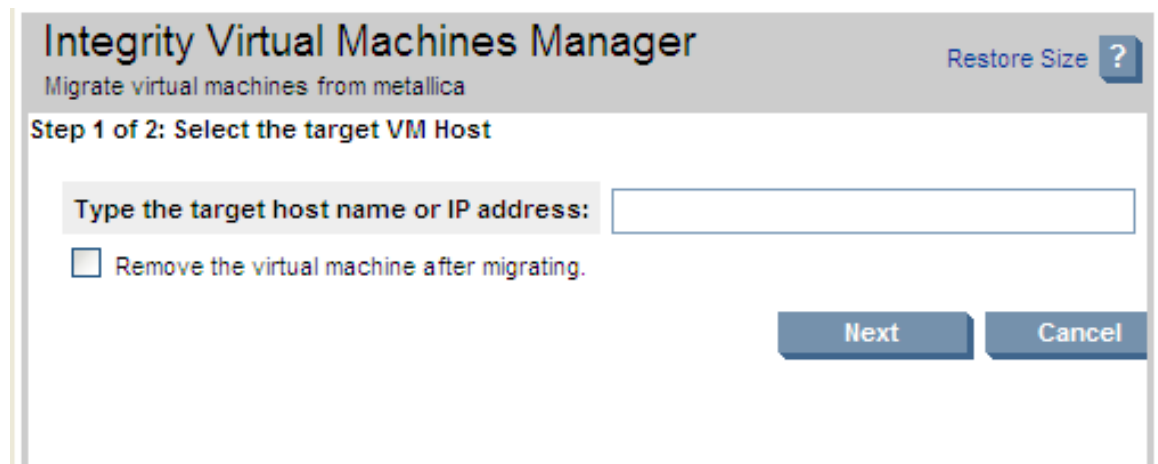 Integrity Virtual Machines Manager
Restore Size ?
Migrate virtual machines from metallica
Step 1 of 2: Select the target VM Host
Type the target host name or IP address:
Remove the virtual machine after migrating.
Next Cancel